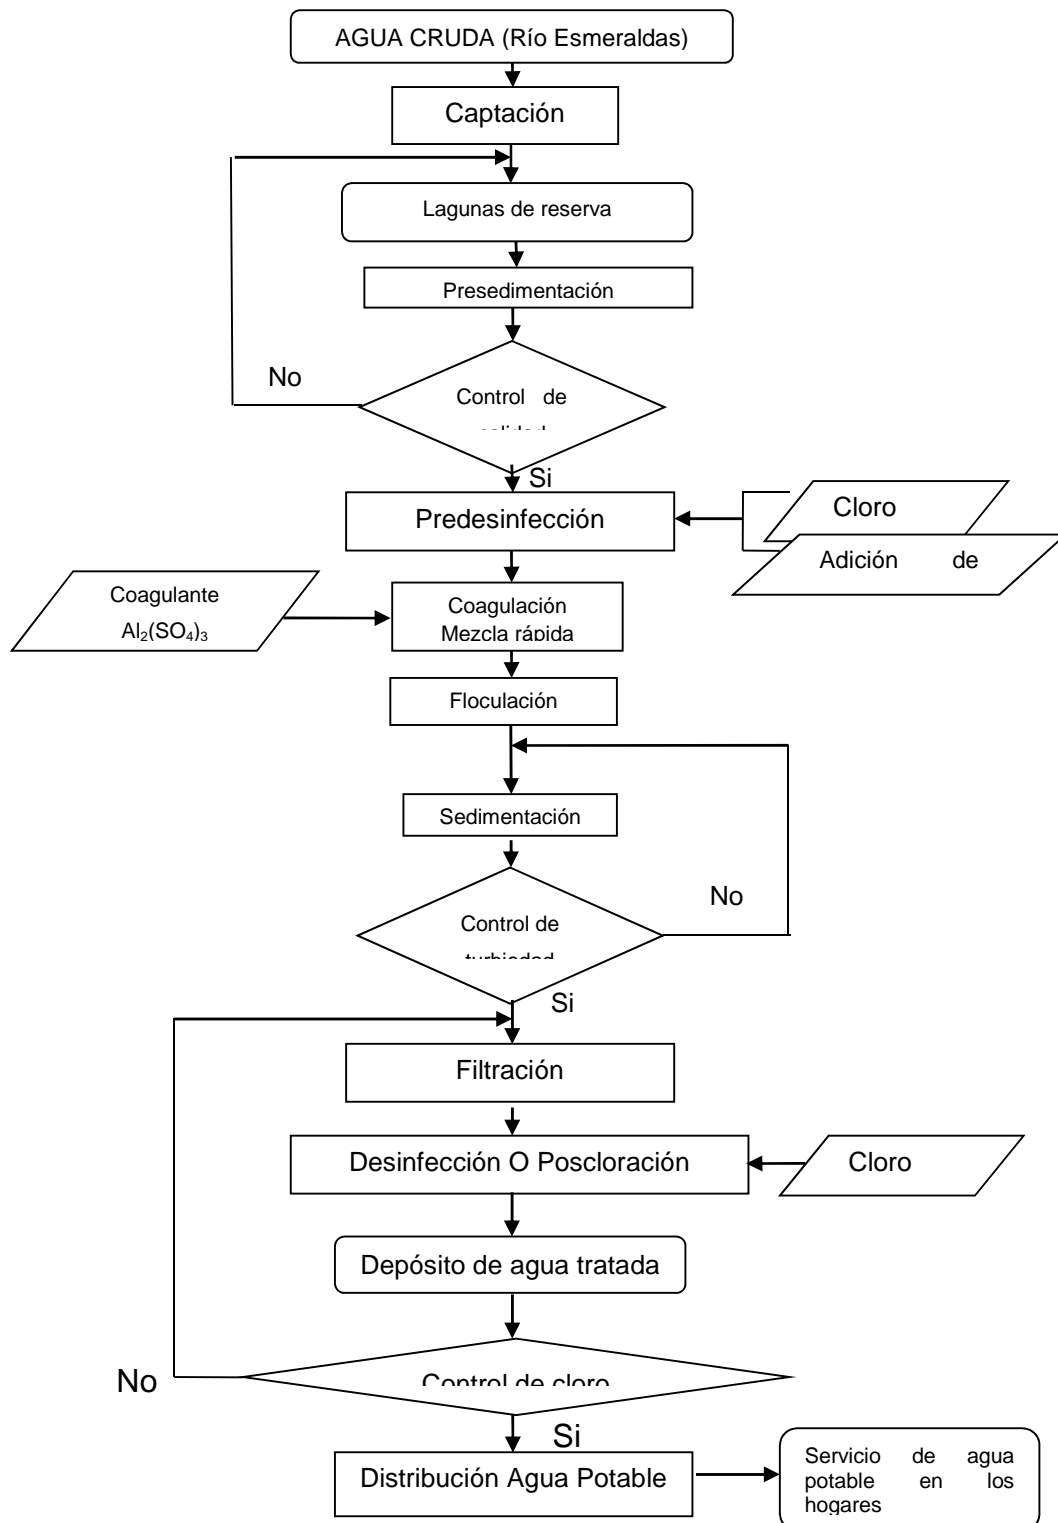 AGUA CRUDA (Río Esmeraldas)
Captación
Lagunas de reserva
Presedimentación
No
Control de
calidad
Si
Predesinfección
Cloro
Adición de
Coagulante
Al₂(SO₄)₃
Coagulación
Mezcla rápida
Floculación
Sedimentación
No
Control de
turbiedad
Si
Filtración
Desinfección O Poscloración
Cloro
Depósito de agua tratada
No
Control de cloro
Si
Distribución Agua Potable
Servicio de agua
potable en los
hogares